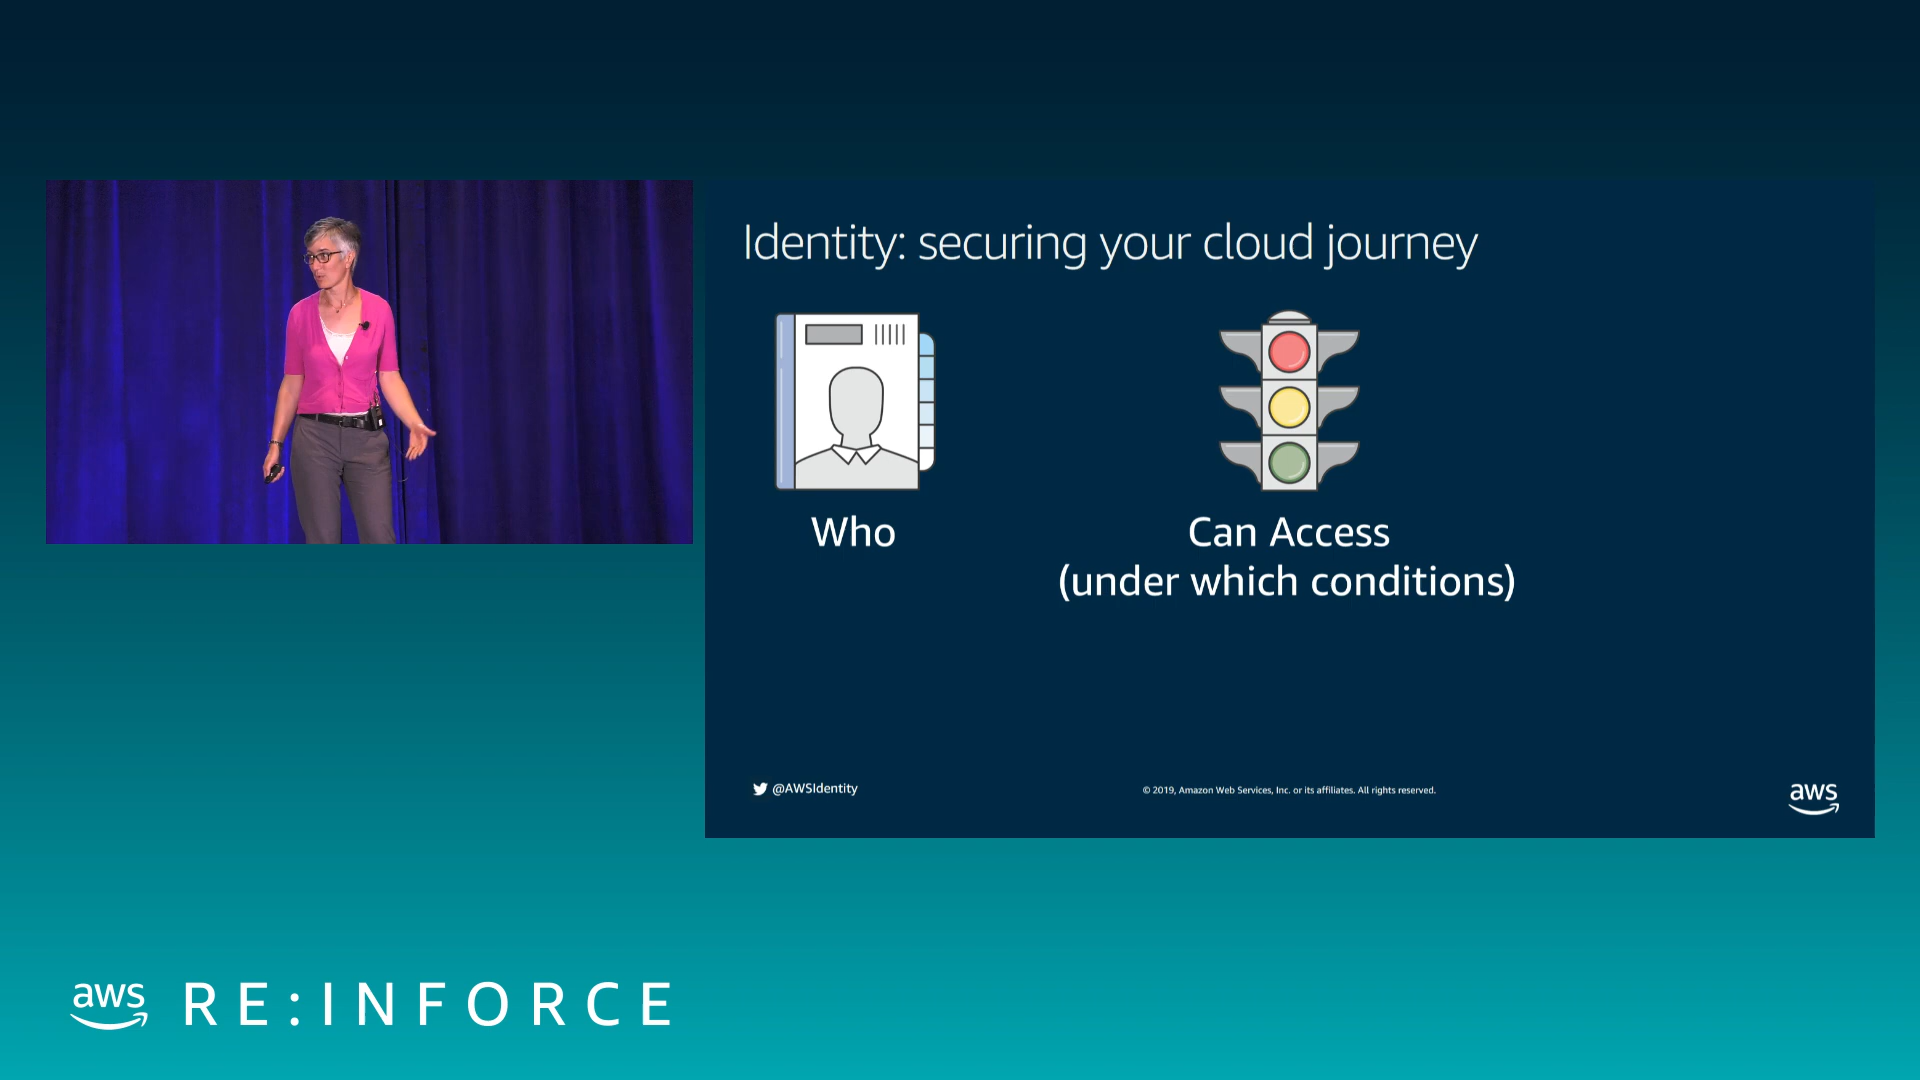 Identity: securing your cloud journey
Who
Can Access
(under which conditions)
@AWSIdentity
© 2019, Amazon Web Services, Inc. or its affiliates. All rights reserved.
aws
aws RE:INFORCE